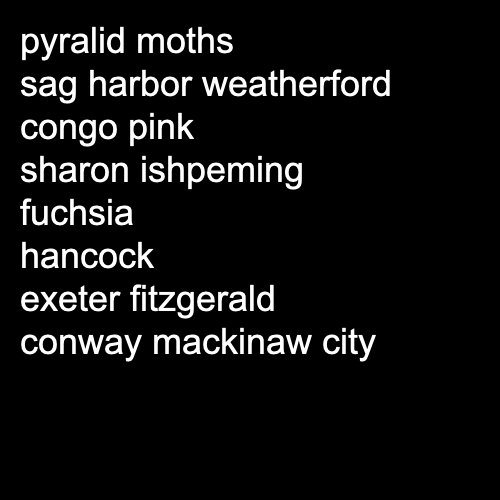 pyralid moths
sag harbor weatherford
congo pink
sharon ishpeming
fuchsia
hancock
exeter fitzgerald
conway mackinaw city